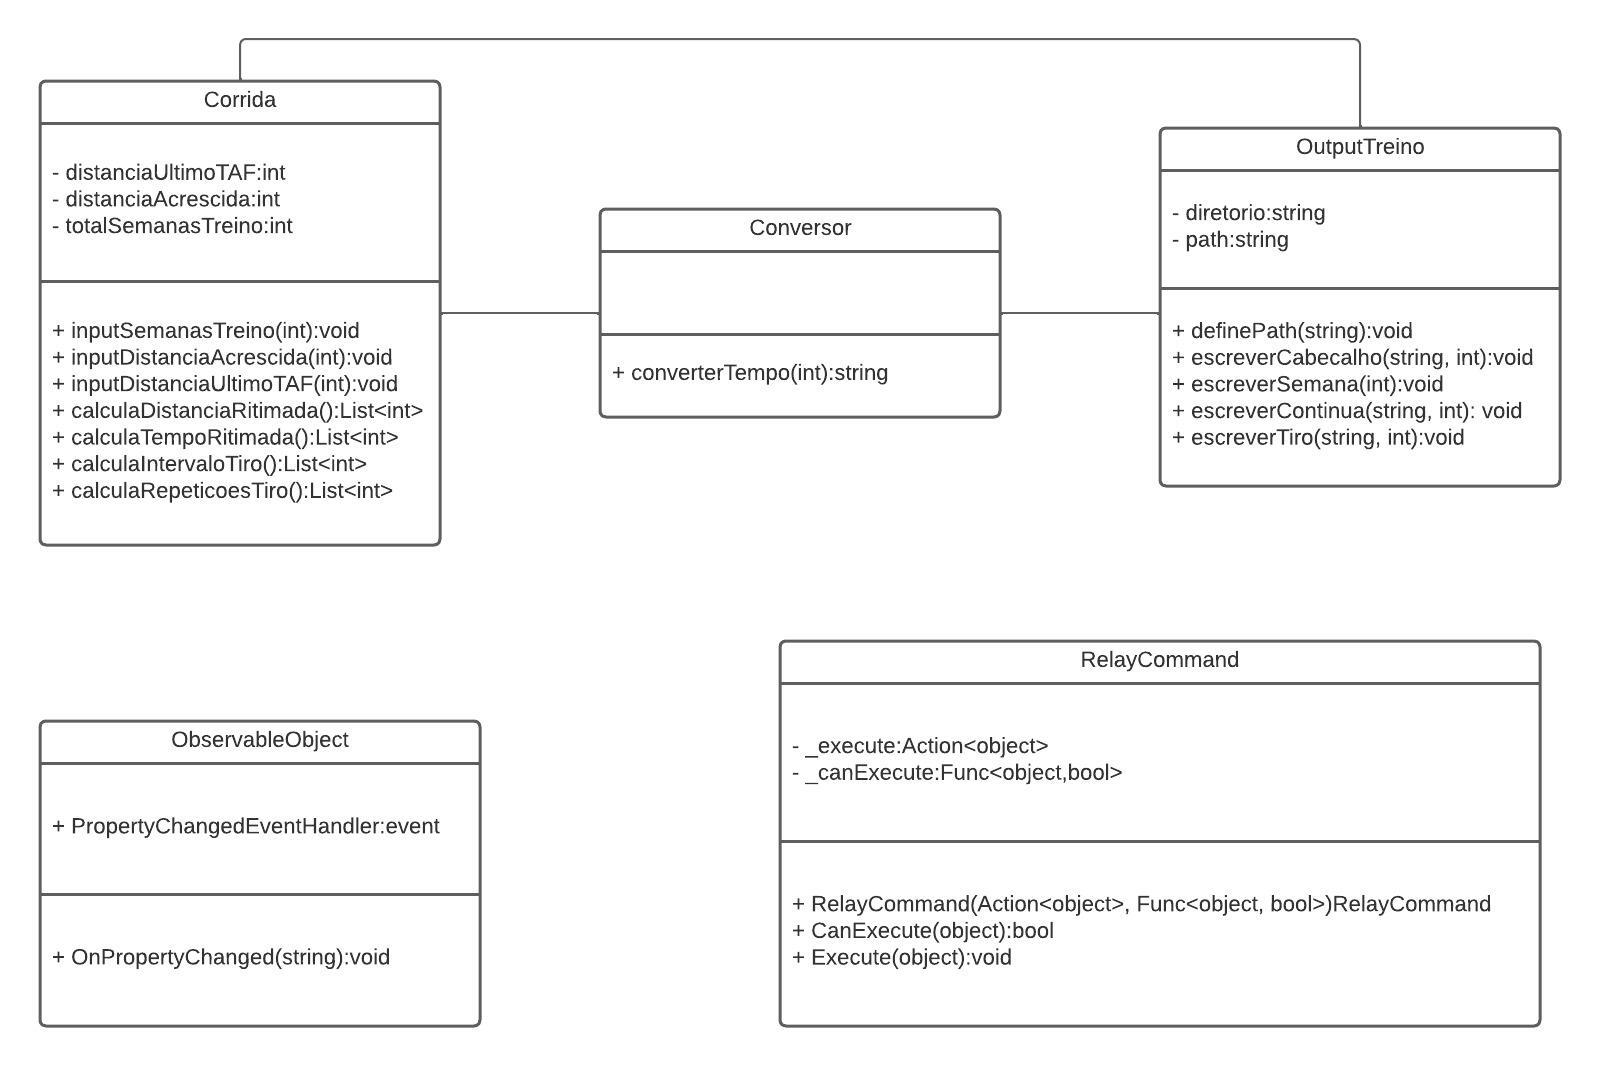 Corrida
- distanciaUltimoTAF:int
- distanciaAcrescida:int
- totalSemanasTreino:int
+ inputSemanasTreino(int):void
+ inputDistanciaAcrescida(int):void
+ inputDistanciaUltimoTAF(int):void
+ calculaDistanciaRitimada():List<int>
+ calculaTempoRitimada():List<int>
+ calculaIntervaloTiro():List<int>
+ calculaRepeticoesTiro():List<int>
Conversor
+ converterTempo(int):string
OutputTreino
- diretorio:string
- path:string
+ definePath(string):void
+ escreverCabecalho(string, int):void
+ escreverSemana(int):void
+ escreverContinua(string, int): void
+ escreverTiro(string, int):void
ObservableObject
+ PropertyChangedEventHandler:event
+ OnPropertyChanged(string):void
RelayCommand
- _execute:Action<object>
- _canExecute:Func<object,bool>
+ RelayCommand(Action<object>, Func<object, bool>)RelayCommand
+ CanExecute(object):bool
+ Execute(object):void